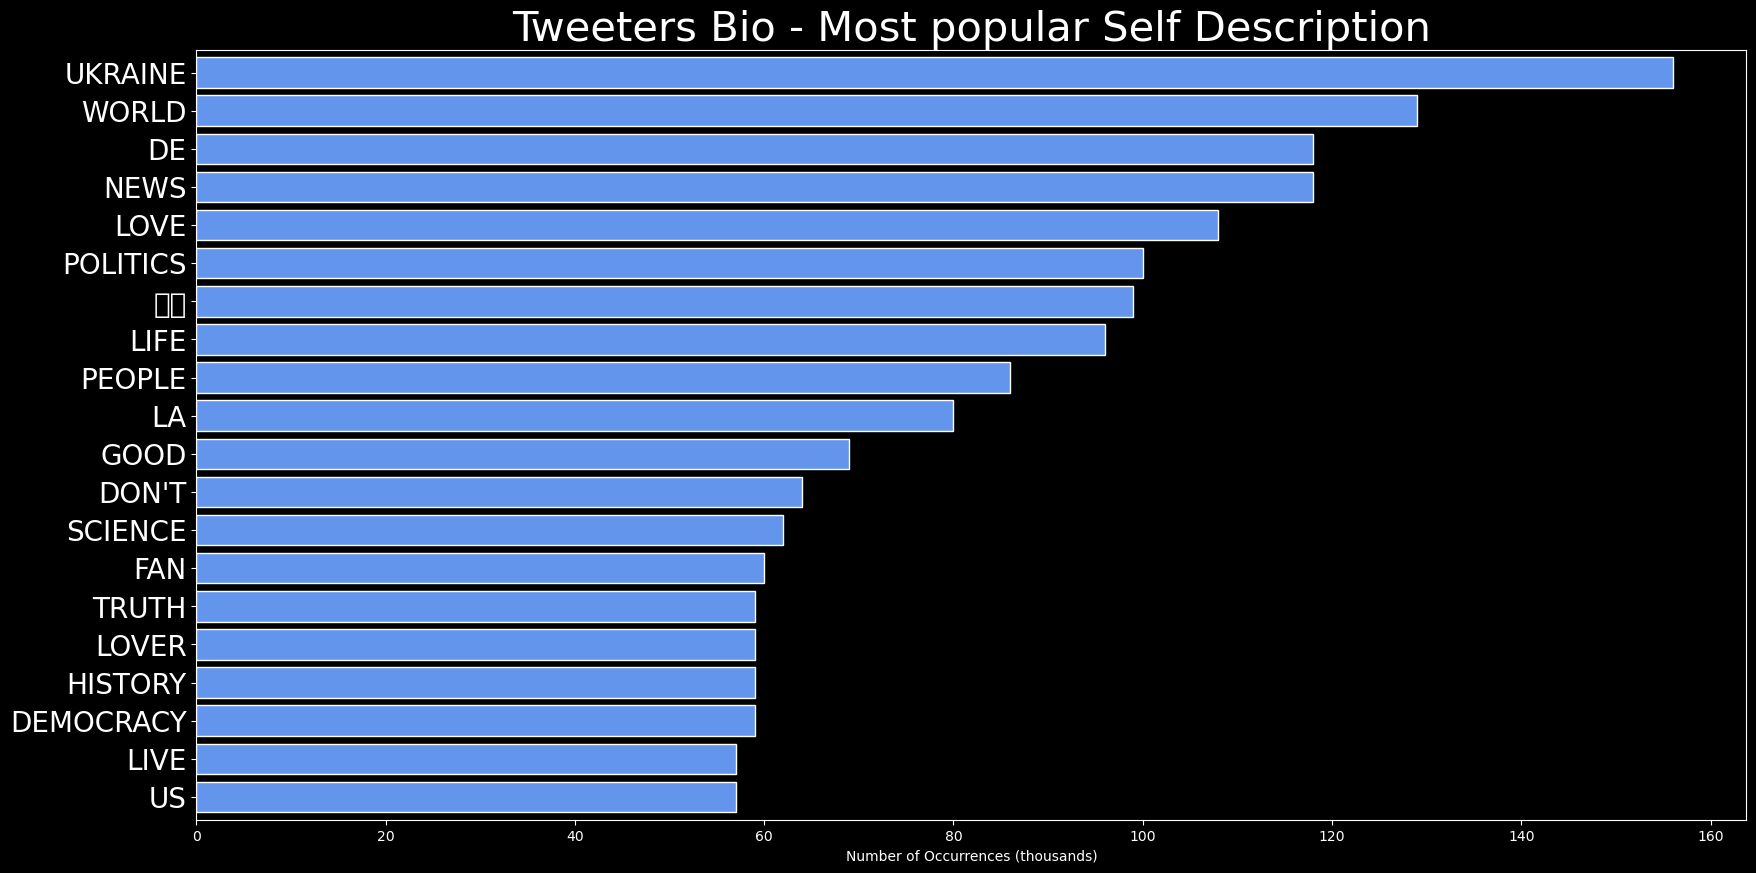 Tweeters Bio - Most popular Self Description
UKRAINE
WORLD
DE
NEWS
LOVE
POLITICS
LIFE
PEOPLE
LA
GOOD
DON'T
SCIENCE
FAN
TRUTH
LOVER
HISTORY
DEMOCRACY
LIVE
US
0 20 40 60 80 100 120 140 160
Number of Occurrences (thousands)